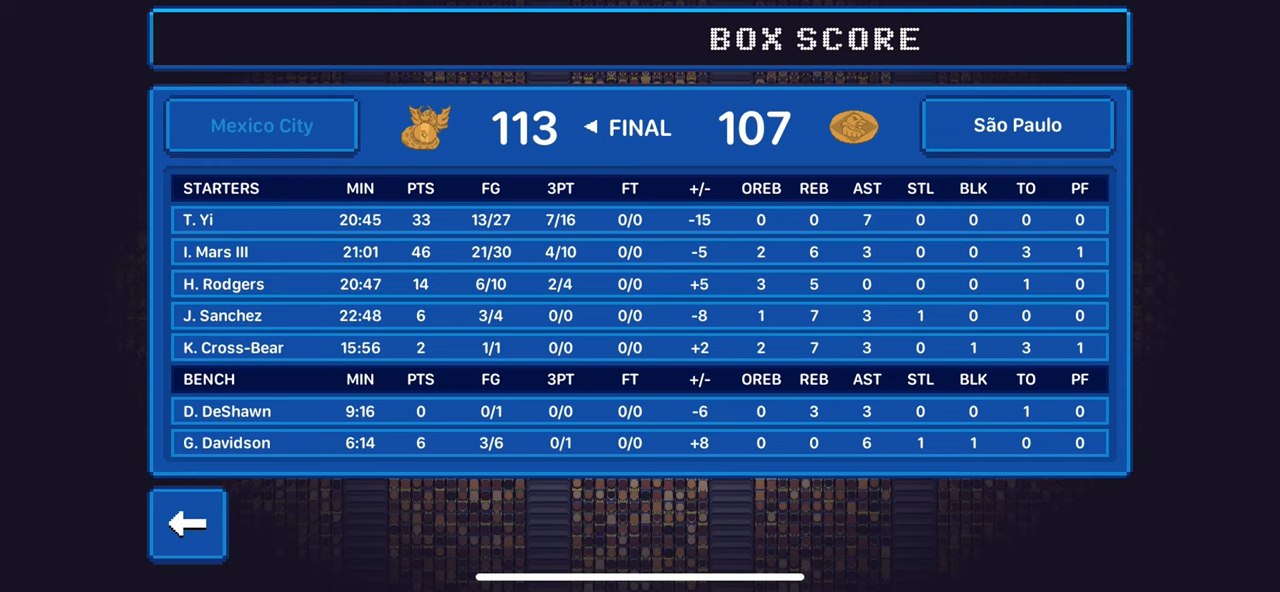 BOX SCORE
Mexico City 113 ◄ FINAL 107 São Paulo
STARTERS MIN PTS FG 3PT FT +/- OREB REB AST STL BLK TO PF
T. Yi 20:45 33 13/27 7/16 0/0 -15 0 0 7 0 0 0 0
I. Mars III 21:01 46 21/30 4/10 0/0 -5 2 6 3 0 0 3 1
H. Rodgers 20:47 14 6/10 2/4 0/0 +5 3 5 0 0 0 1 0
J. Sanchez 22:48 6 3/4 0/0 0/0 -8 1 7 3 1 0 0 0
K. Cross-Bear 15:56 2 1/1 0/0 0/0 +2 2 7 3 0 1 3 1
BENCH MIN PTS FG 3PT FT +/- OREB REB AST STL BLK TO PF
D. DeShawn 9:16 0 0/1 0/0 0/0 -6 0 3 3 0 0 1 0
G. Davidson 6:14 6 3/6 0/1 0/0 +8 0 0 6 1 1 0 0